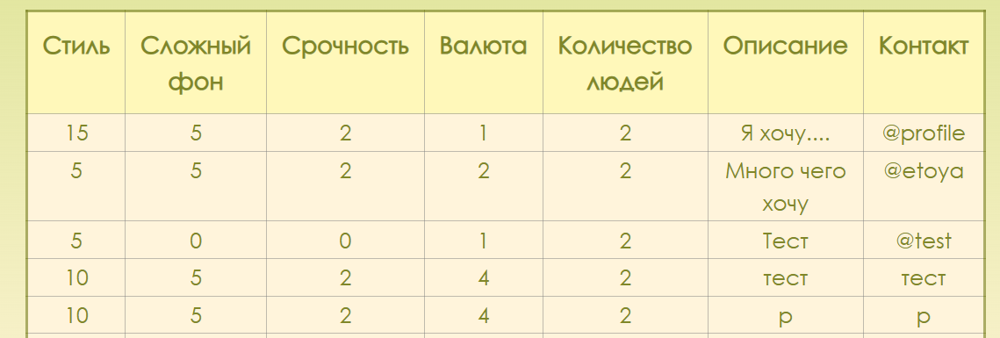 Стиль Сложный фон Срочность Валюта Количество людей Описание Контакт
15 5 2 1 2 Я хочу.... @profile
5 5 2 2 2 Много чего хочу @etoya
5 0 0 1 2 Тест @test
10 5 2 4 2 тест тест
10 5 2 4 2 р р